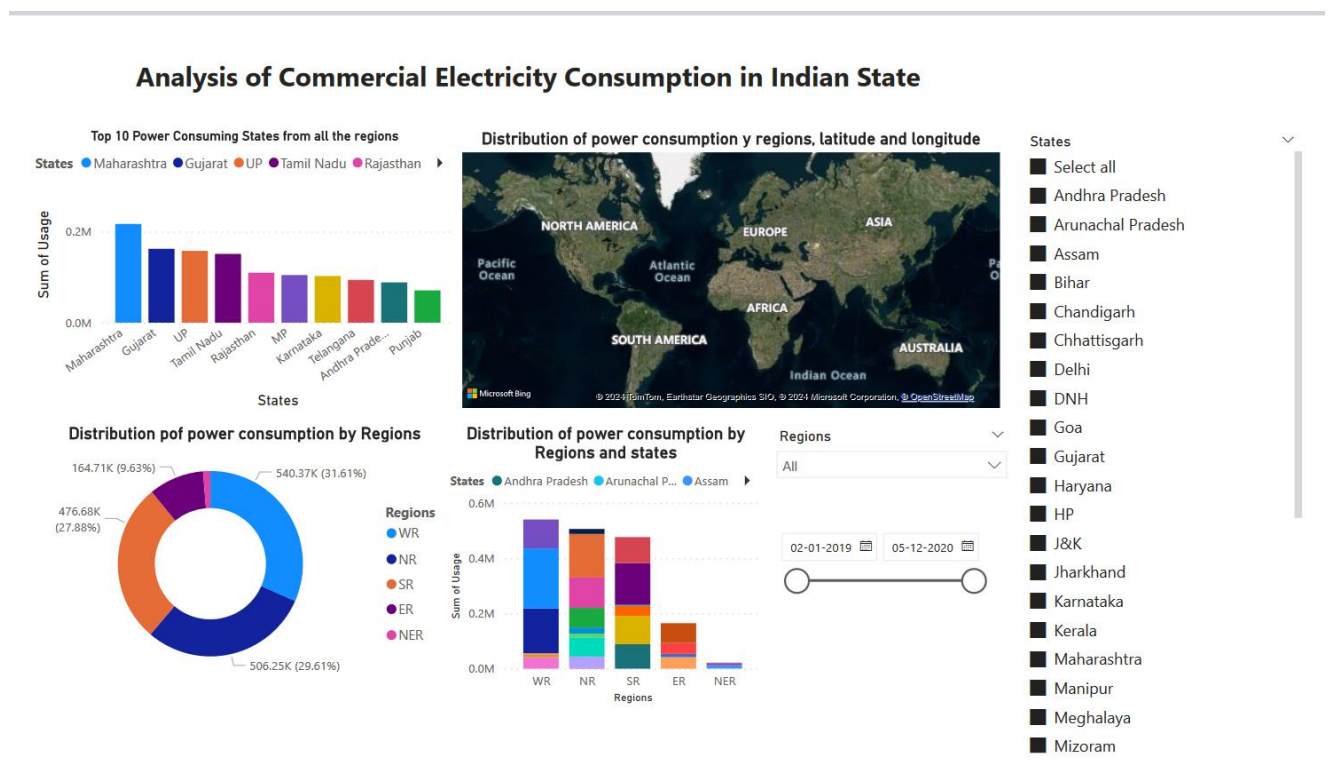 Analysis of Commercial Electricity Consumption in Indian State
Top 10 Power Consuming States from all the regions
States Maharashtra Gujarat UP Tamil Nadu Rajasthan
Sum of Usage
0.2M
0.0M
Maharashtra
Gujarat
UP
Tamil Nadu
Rajasthan
MP
Karnataka
Telangana
Andhra Prade...
Punjab
States
Distribution of power consumption y regions, latitude and longitude
NORTH AMERICA
EUROPE
ASIA
Pacific
Ocean
Atlantic
Ocean
Pa
O
AFRICA
SOUTH AMERICA
AUSTRALIA
Indian Ocean
Microsoft Bing
© 2024 TomTom, Earthstar Geographics SIO, © 2024 Microsoft Corporation, © OpenStreetMap
Distribution pof power consumption by Regions
164.71K (9.63%)
540.37K (31.61%)
476.68K
(27.88%)
506.25K (29.61%)
Regions
WR
NR
SR
ER
NER
Distribution of power consumption by
Regions and states
States Andhra Pradesh Arunachal P... Assam
Sum of Usage
0.6M
0.4M
0.2M
0.0M
WR
NR
SR
ER
NER
Regions
Regions
All
02-01-2019
05-12-2020
States
Select all
Andhra Pradesh
Arunachal Pradesh
Assam
Bihar
Chandigarh
Chhattisgarh
Delhi
DNH
Goa
Gujarat
Haryana
HP
J&K
Jharkhand
Karnataka
Kerala
Maharashtra
Manipur
Meghalaya
Mizoram